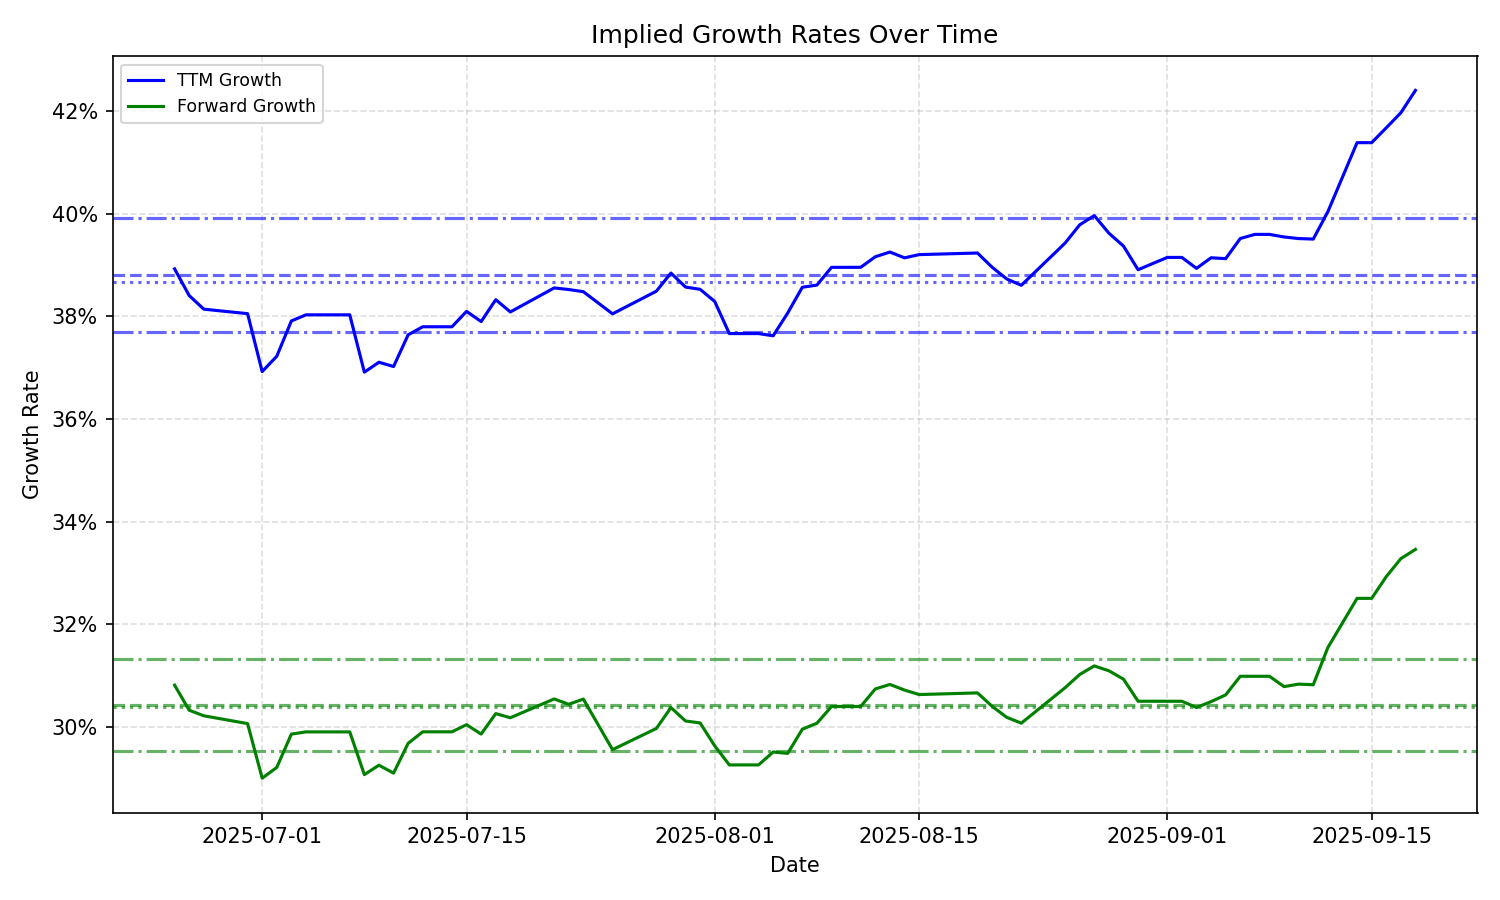 Implied Growth Rates Over Time
TTM Growth
Forward Growth
42%
40%
38%
36%
34%
32%
30%
Growth Rate
2025-07-01
2025-07-15
2025-08-01
2025-08-15
2025-09-01
2025-09-15
Date